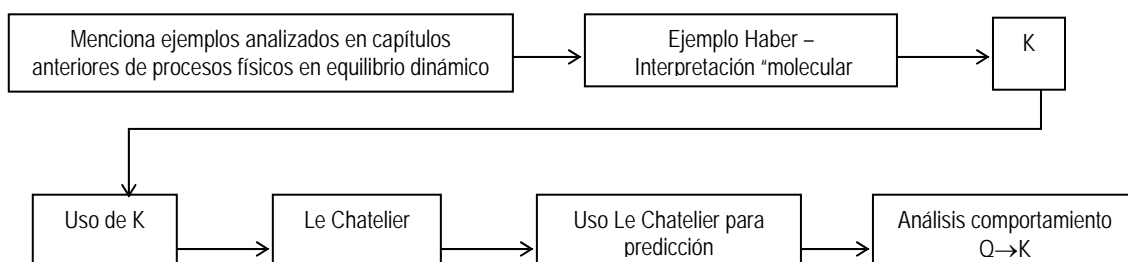 Menciona ejemplos analizados en capítulos
anteriores de procesos físicos en equilibrio dinámico
Ejemplo Haber –
Interpretación “molecular
K
Uso de K
Le Chatelier
Uso Le Chatelier para
predicción
Análisis comportamiento
Q→K